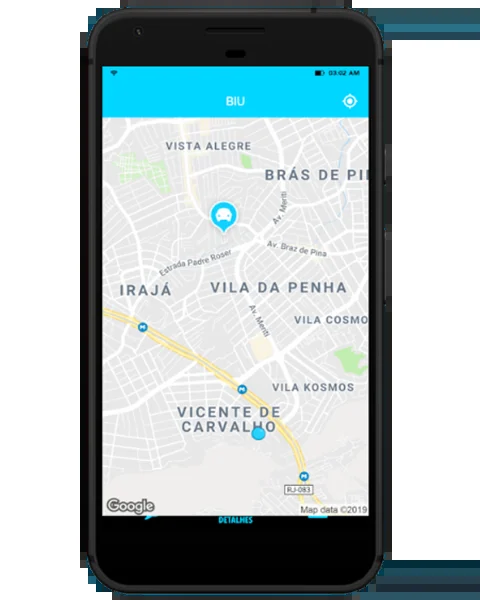 03:02 AM
BIU
VISTA ALEGRE
BRÁS DE PI
Av. Meriti
Av. Braz de Pina
Estrada Padre Roser
IRAJÁ
VILA DA PENHA
Av. Meriti
VILA COSMO
M
M
VILA KOSMOS
VICENTE DE
CARVALHO
M
RJ-083
Google
Map data ©2019
DETALHES